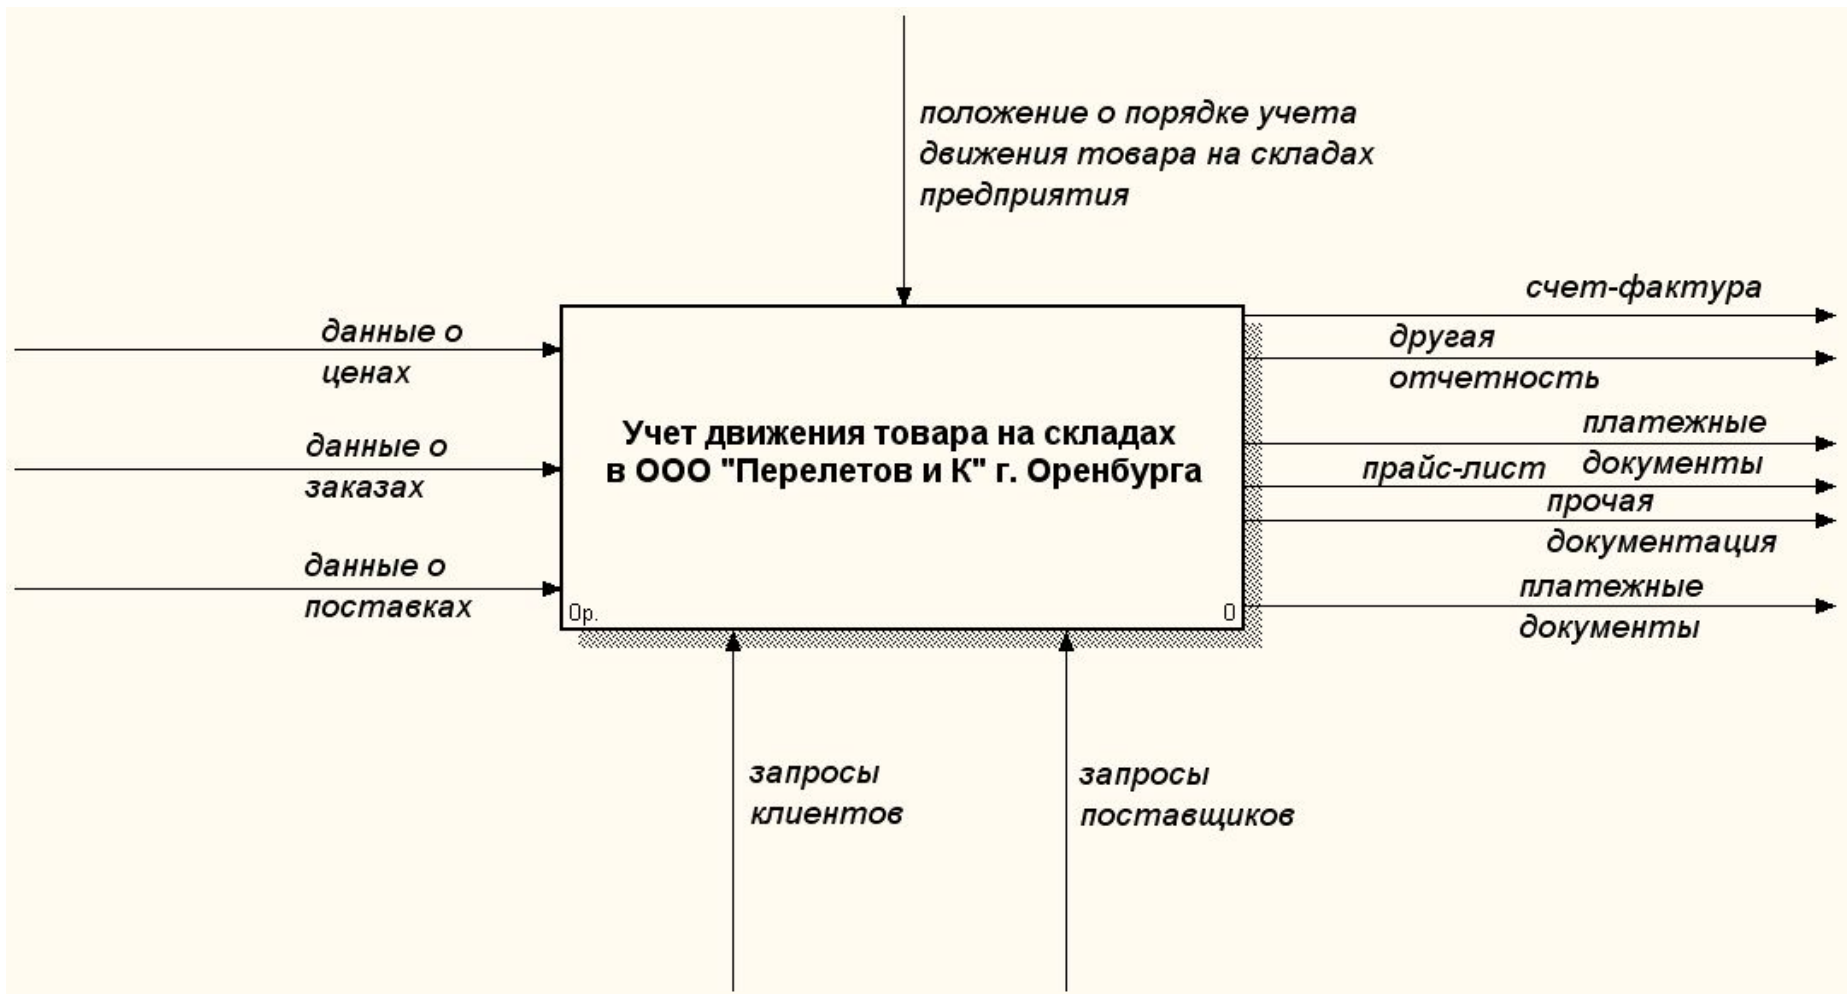 положение о порядке учета
движения товара на складах
предприятия
счет-фактура
данные о
ценах
другая
отчетность
данные о
заказах
Учет движения товара на складах
в ООО "Перелетов и К" г. Оренбурга
платежные
документы
прайс-лист
прочая
документация
данные о
поставках
платежные
документы
0р.
0
запросы
клиентов
запросы
поставщиков